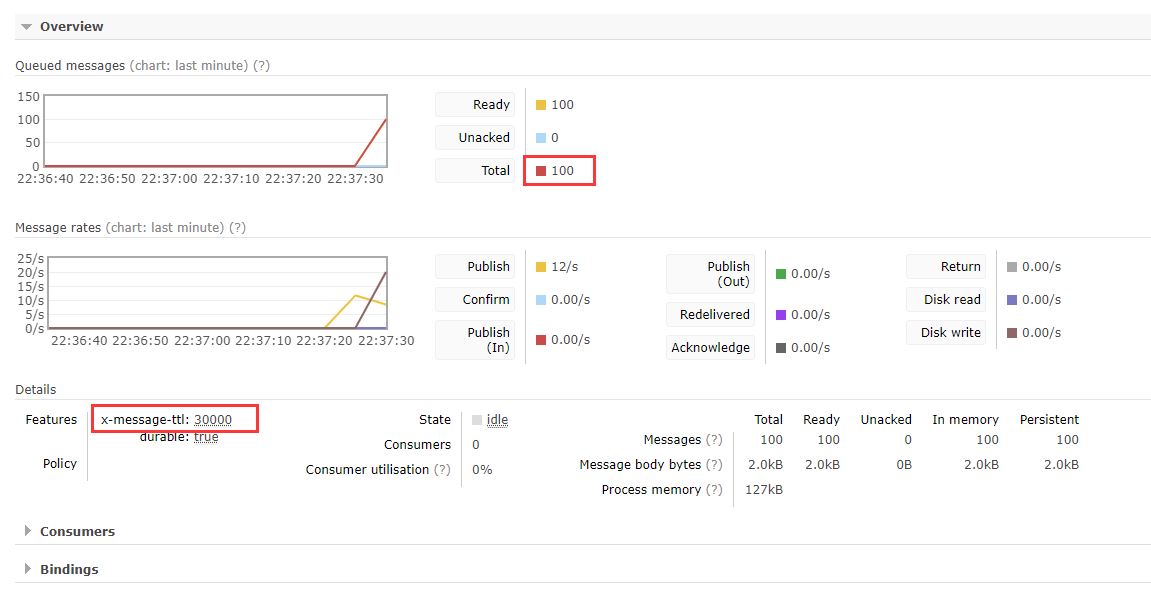 Overview
Queued messages (chart: last minute) (?)
150
100
50
0
22:36:40 22:36:50 22:37:00 22:37:10 22:37:20 22:37:30
Ready 100
Unacked 0
Total 100
Message rates (chart: last minute) (?)
25/s
20/s
15/s
10/s
5/s
0/s
22:36:40 22:36:50 22:37:00 22:37:10 22:37:20 22:37:30
Publish 12/s
Confirm 0.00/s
Publish
(In) 0.00/s
Publish
(Out) 0.00/s
Redelivered 0.00/s
Acknowledge 0.00/s
Return 0.00/s
Disk read 0.00/s
Disk write 0.00/s
Details
Features x-message-ttl: 30000
durable: true
Policy
State idle
Consumers 0
Consumer utilisation (?) 0%
Total Ready Unacked In memory Persistent
Messages (?) 100 100 0 100 100
Message body bytes (?) 2.0kB 2.0kB 0B 2.0kB 2.0kB
Process memory (?) 127kB
Consumers
Bindings